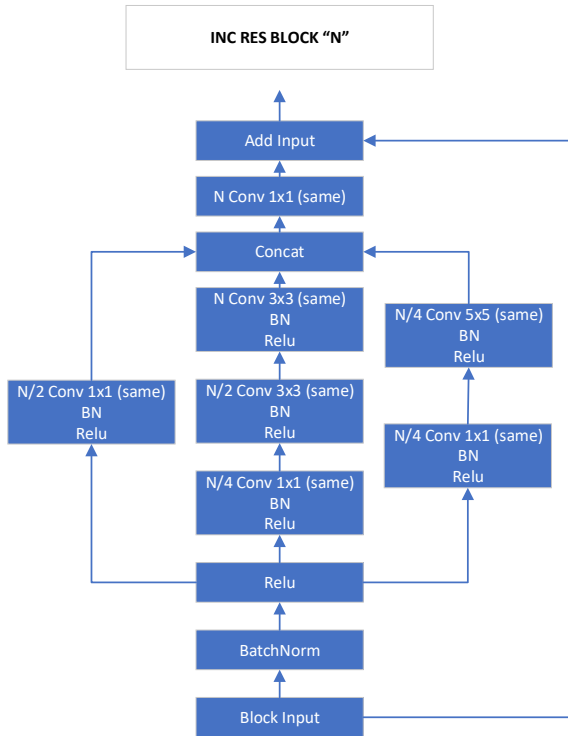 INC RES BLOCK “N”
Add Input
N Conv 1x1 (same)
Concat
N Conv 3x3 (same)
BN
Relu
N/4 Conv 5x5 (same)
BN
Relu
N/2 Conv 1x1 (same)
BN
Relu
N/2 Conv 3x3 (same)
BN
Relu
N/4 Conv 1x1 (same)
BN
Relu
N/4 Conv 1x1 (same)
BN
Relu
Relu
BatchNorm
Block Input